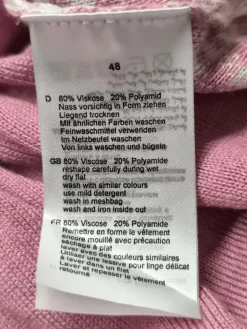 48
D 80% Viskose 20% Polyamid
Nass vorsichtig in Form ziehen
Liegend trocknen
Mit ähnlichen Farben waschen
Feinwaschmittel verwenden
Im Netzbeutel waschen
Von links waschen und bügeln
GB 80% Viscose 20% Polyamide
reshape carefully during wet
dry flat
wash with similar colours
use mild detergent
wash in meshbag
wash and iron inside out
FR 80% Viscose 20% Polyamide
Remettre en forme le vêtement
encore mouillé avec précaution
séchage à plat
laver avec des couleurs similaires
Utiliser une lessive pour linge délicat
à laver dans un filet
Laver et repasser le vêtement
retourné